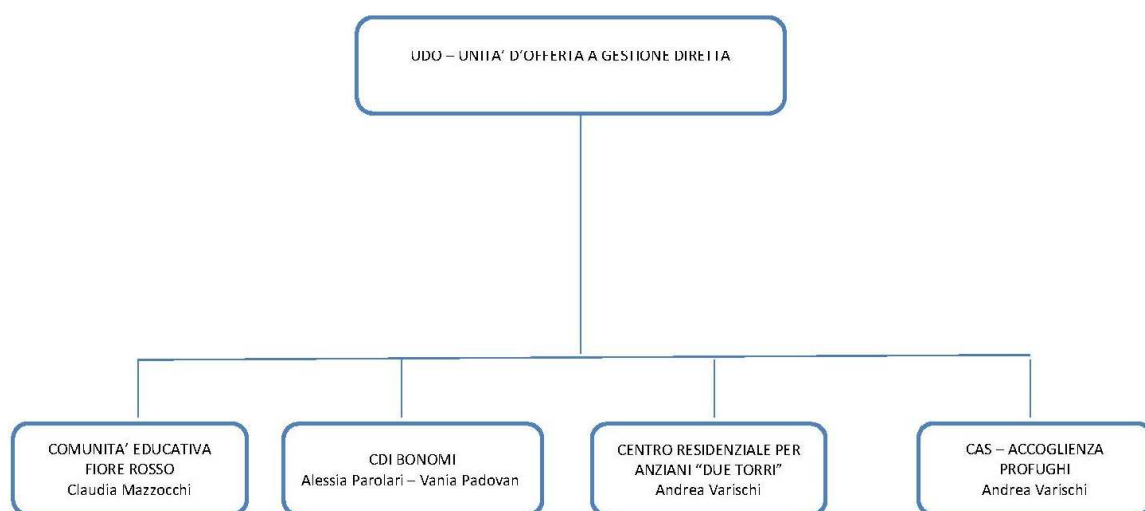 UDO – UNITA’ D’OFFERTA A GESTIONE DIRETTA
COMUNITA’ EDUCATIVA
FIORE ROSSO
Claudia Mazzocchi
CDI BONOMI
Alessia Parolari – Vania Padovan
CENTRO RESIDENZIALE PER
ANZIANI “DUE TORRI”
Andrea Varischi
CAS – ACCOGLIENZA
PROFUGHI
Andrea Varischi